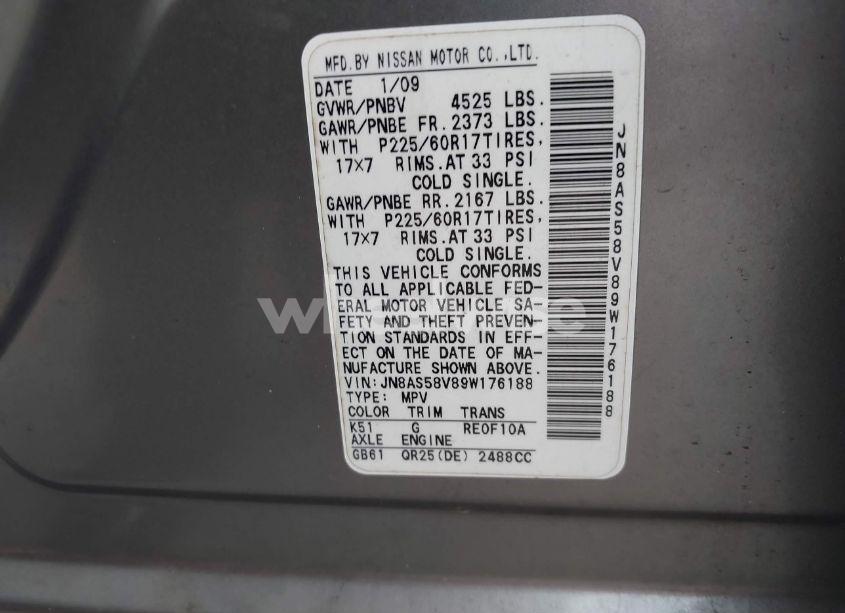 MFD.BY NISSAN MOTOR CO.,LTD.
DATE 1/09
GVWR/PNBV 4525 LBS.
GAWR/PNBE FR. 2373 LBS.
WITH P225/60R17TIRES,
17×7 RIMS.AT 33 PSI
COLD SINGLE.
GAWR/PNBE RR. 2167 LBS.
WITH P225/60R17TIRES,
17×7 RIMS.AT 33 PSI
COLD SINGLE.
THIS VEHICLE CONFORMS
TO ALL APPLICABLE FED-
ERAL MOTOR VEHICLE SA-
FETY AND THEFT PREVEN-
TION STANDARDS IN EFF-
ECT ON THE DATE OF MA-
NUFACTURE SHOWN ABOVE.
VIN:JN8AS58V89W176188
TYPE: MPV
COLOR TRIM TRANS
K51 G RE0F10A
AXLE ENGINE
GB61 QR25(DE) 2488CC
JN8AS58V89W176188